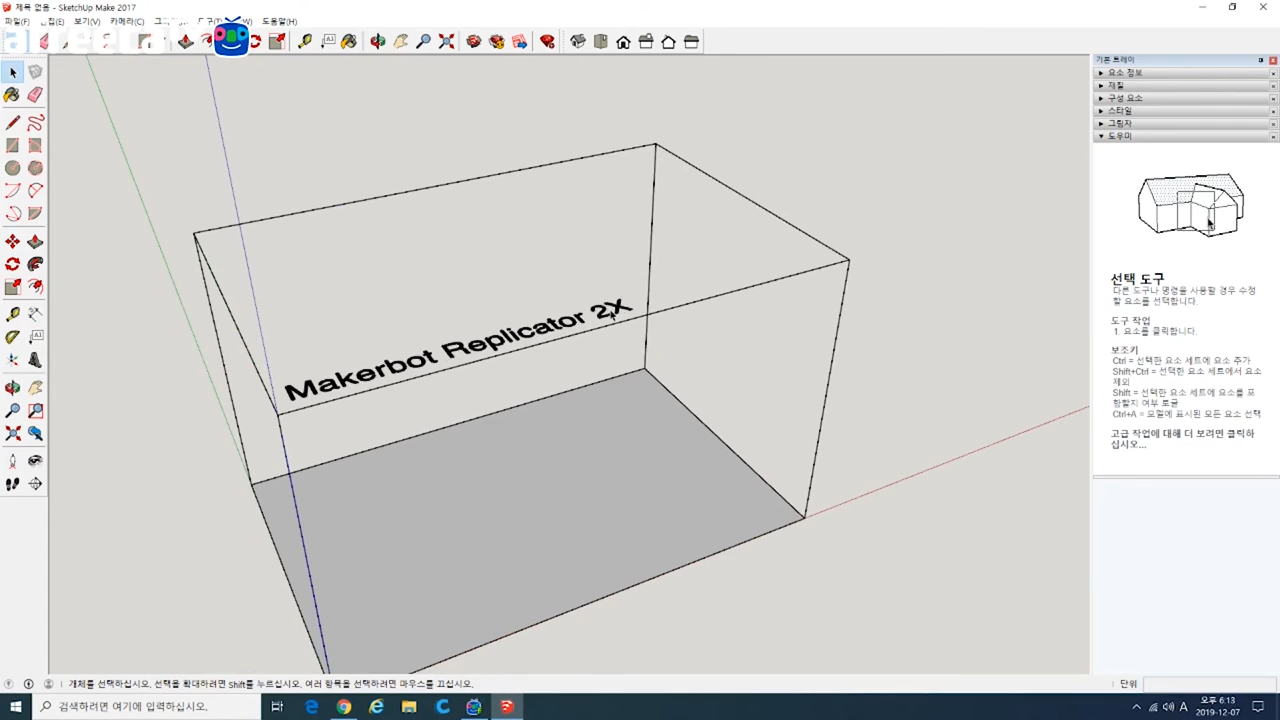 제목 없음 - SketchUp Make 2017
보기(V) 카메라(C) 도움말(H)
기본 트레이
요소 정보
재질
구성 요소
스타일
그림자
도우미
Makerbot Replicator 2X
선택 도구
다른 도구나 명령을 사용할 경우 수정
할 요소를 선택합니다.
도구 작업
1. 요소를 클릭합니다.
보조키
Ctrl = 선택한 요소 세트에 요소 추가
Shift+Ctrl = 선택한 요소 세트에서 요소
제외
Shift = 선택한 요소 세트에 요소를 포
함할지 여부 토글
Ctrl+A = 모델에 표시된 모든 요소 선택
고급 작업에 대해 더 보려면 클릭하
십시오...
개체를 선택하십시오. 선택을 확대하려면 Shift를 누르십시오. 여러 항목을 선택하려면 마우스를 끄십시오.
단위
검색하려면 여기에 입력하십시오.
A
오후 6:13
2019-12-07